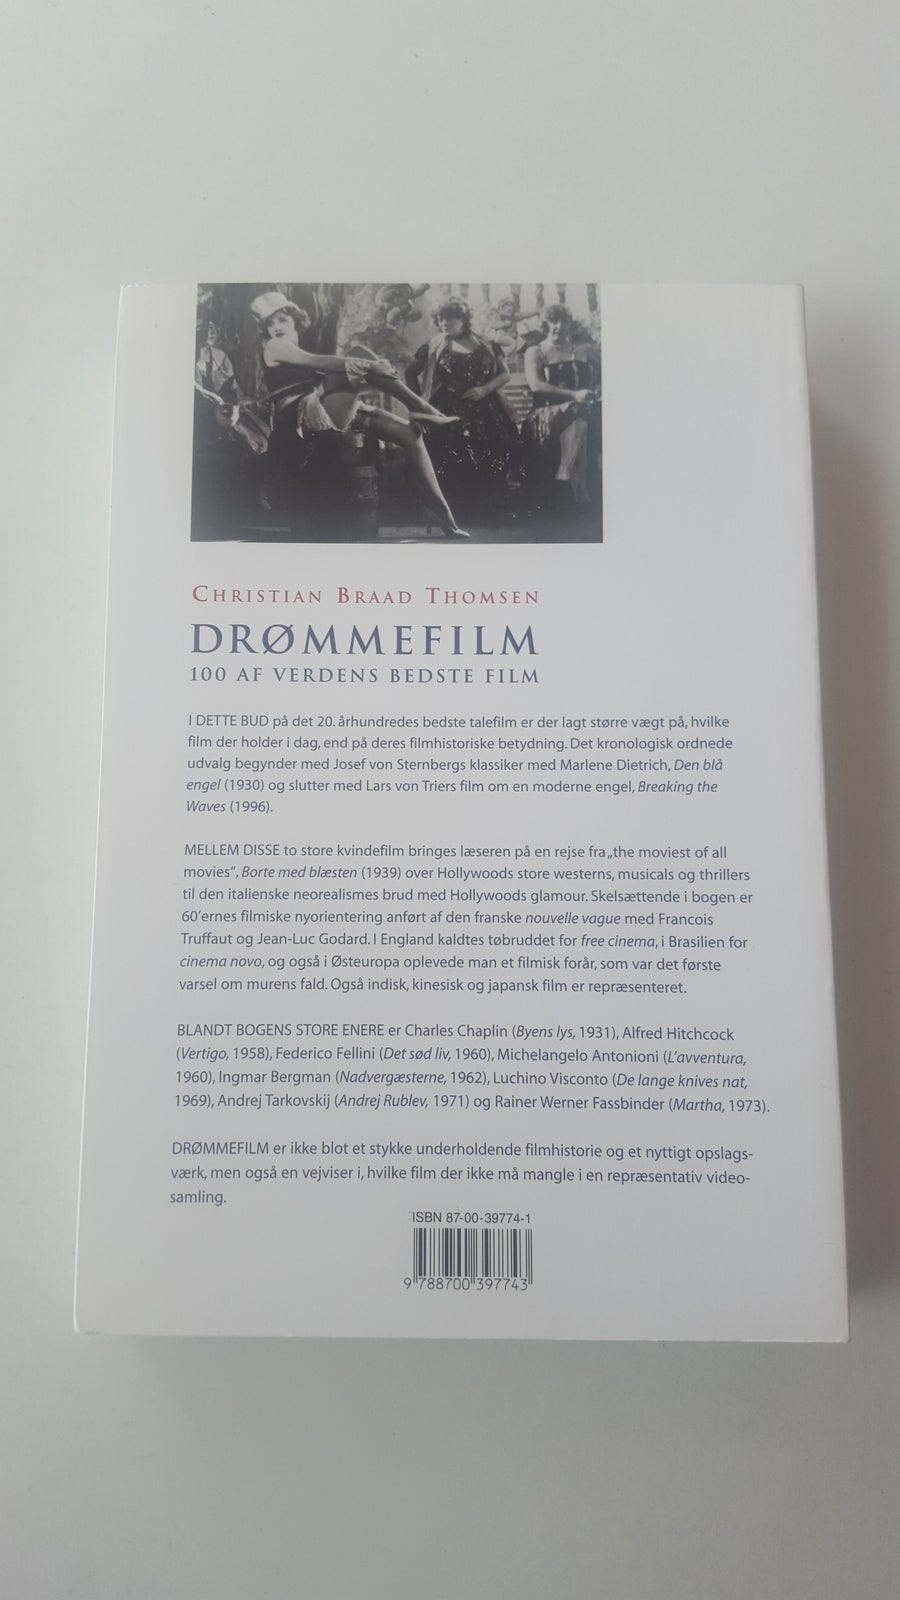 CHRISTIAN BRAAD THOMSEN
DRØMMEFILM
100 AF VERDENS BEDSTE FILM
I DETTE BUD på det 20. århundredes bedste talefilm er der lagt større vægt på, hvilke
film der holder i dag, end på deres filmhistoriske betydning. Det kronologisk ordnede
udvalg begynder med Josef von Sternbergs klassiker med Marlene Dietrich, Den blå
engel (1930) og slutter med Lars von Triers film om en moderne engel, Breaking the
Waves (1996).
MELLEM DISSE to store kvindefilm bringes læseren på en rejse fra „the moviest of all
movies“, Borte med blæsten (1939) over Hollywoods store westerns, musicals og thrillers
til den italienske neorealismes brud med Hollywoods glamour. Skelsættende i bogen er
60'ernes filmiske nyorientering anført af den franske nouvelle vague med Francois
Truffaut og Jean-Luc Godard. I England kaldtes tøbruddet for free cinema, i Brasilien for
cinema novo, og også i Østeuropa oplevede man et filmisk forår, som var det første
varsel om murens fald. Også indisk, kinesisk og japansk film er repræsenteret.
BLANDT BOGENS STORE ENERE er Charles Chaplin (Byens lys, 1931), Alfred Hitchcock
(Vertigo, 1958), Federico Fellini (Det sød liv, 1960), Michelangelo Antonioni (L'avventura,
1960), Ingmar Bergman (Nadvergæsterne, 1962), Luchino Visconto (De lange knives nat,
1969), Andrej Tarkovskij (Andrej Rublev, 1971) og Rainer Werner Fassbinder (Martha, 1973).
DRØMMEFILM er ikke blot et stykke underholdende filmhistorie og et nyttigt opslags-
værk, men også en vejviser i, hvilke film der ikke må mangle i en repræsentativ video-
samling.
ISBN 87-00-39774-1
9 788700 397743